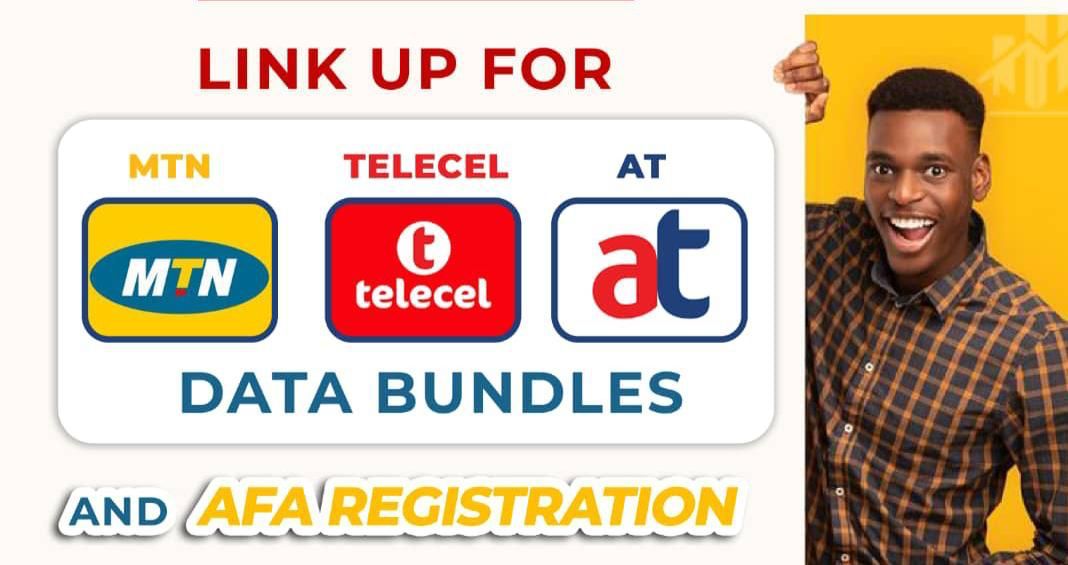 LINK UP FOR
MTN TELECEL AT
MTN t at
telecel
DATA BUNDLES
AND AFA REGISTRATION